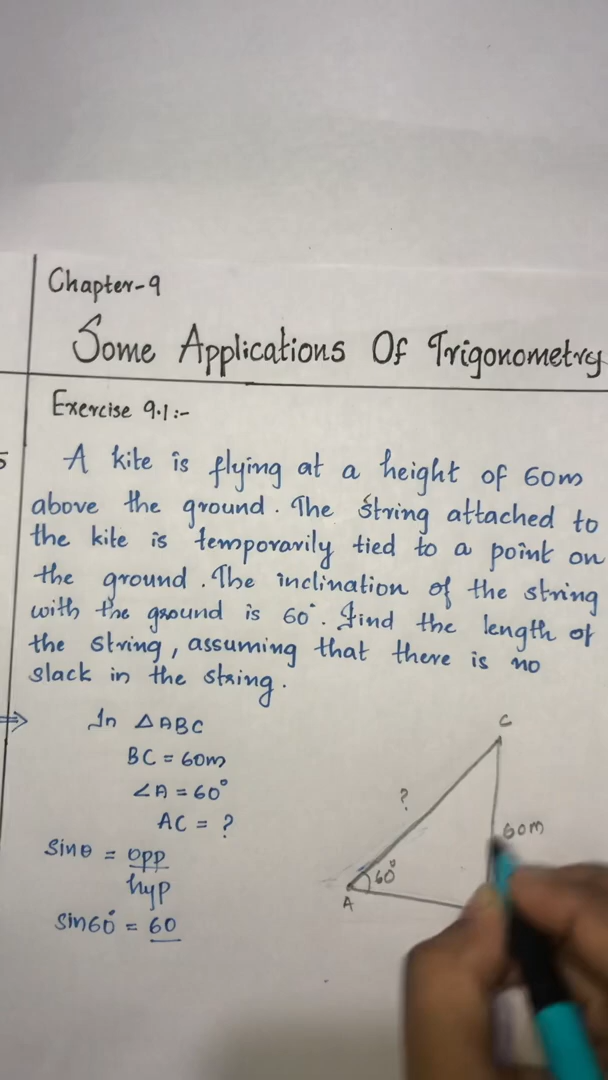 Chapter-9
Some Applications Of Trigonometry
Exercise 9.1:-
5
A kite is flying at a height of 60m
above the ground. The string attached to
the kite is temporarily tied to a point on
the ground. The inclination of the string
with the ground is 60°. Find the length of
the string, assuming that there is no
slack in the string.
⇒ In △ABC
BC = 60m
∠A = 60°
AC = ?
Sinθ = opp
hyp
Sin60° = 60
C
?
60m
60°
A